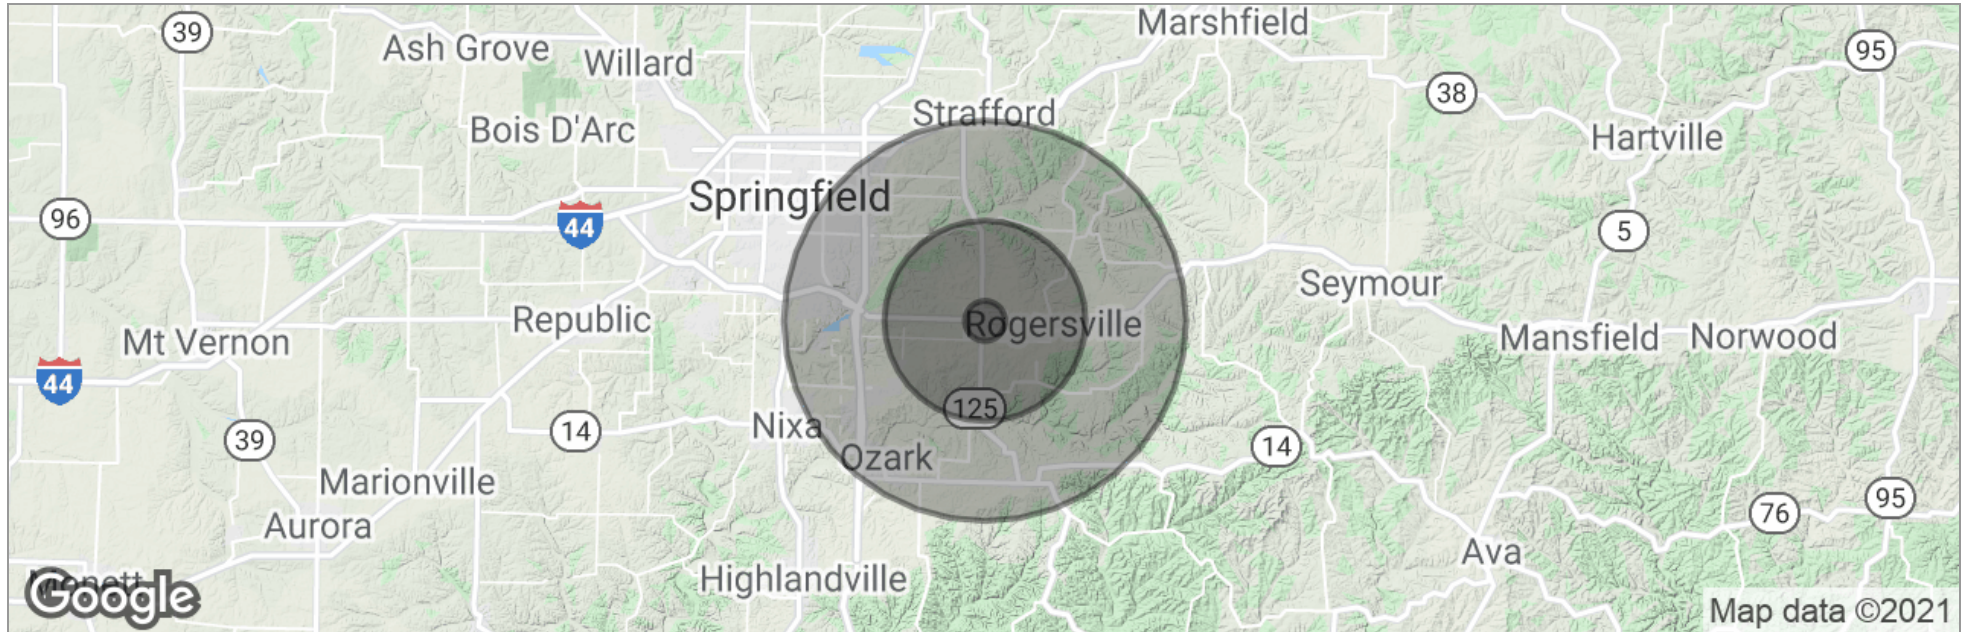 Marshfield
39
Ash Grove
95
Willard
38
Strafford
Bois D'Arc
Hartville
Springfield
96
44
5
Seymour
Republic
Rogersville
Mt Vernon
Mansfield
Norwood
44
125
Nixa
14
39
14
Ozark
Marionville
95
76
Aurora
Ava
Highlandville
Monett
Google
Map data ©2021